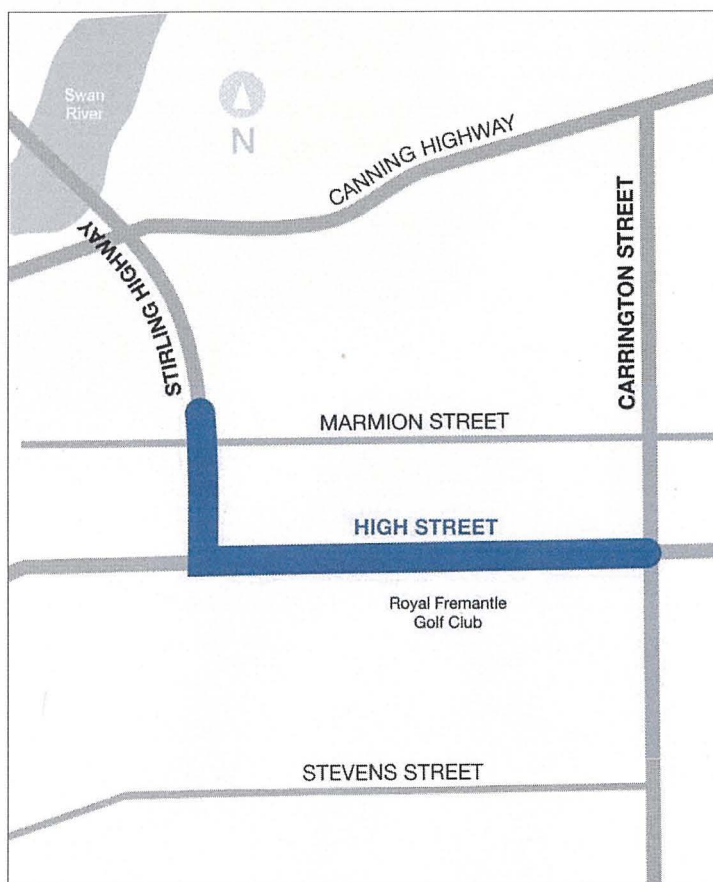 Swan
River
N
CANNING HIGHWAY
STIRLING HIGHWAY
CARRINGTON STREET
MARMION STREET
HIGH STREET
Royal Fremantle
Golf Club
STEVENS STREET